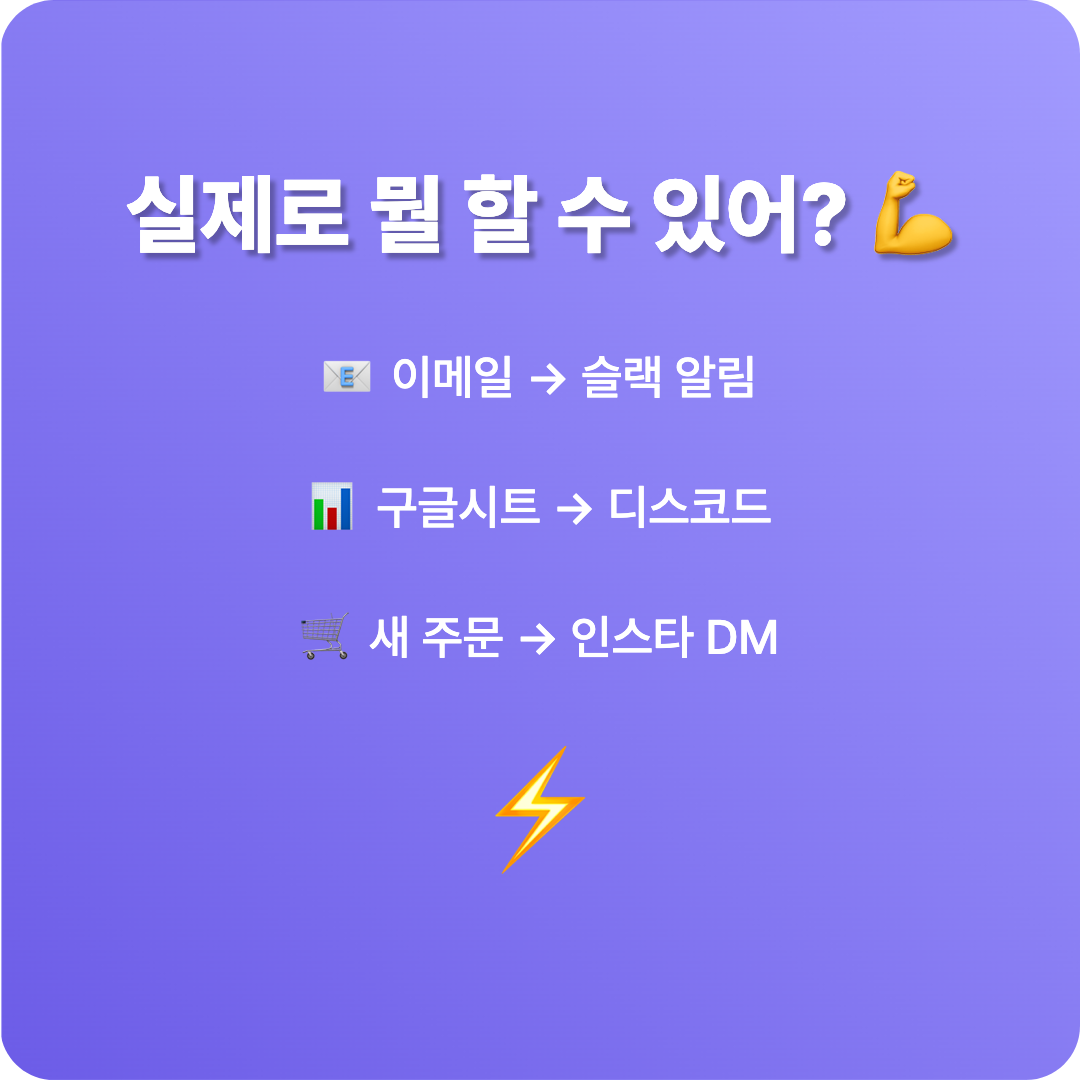 실제로 뭘 할 수 있어? 💪
📧 이메일 → 슬랙 알림
📊 구글시트 → 디스코드
🛒 새 주문 → 인스타 DM
⚡